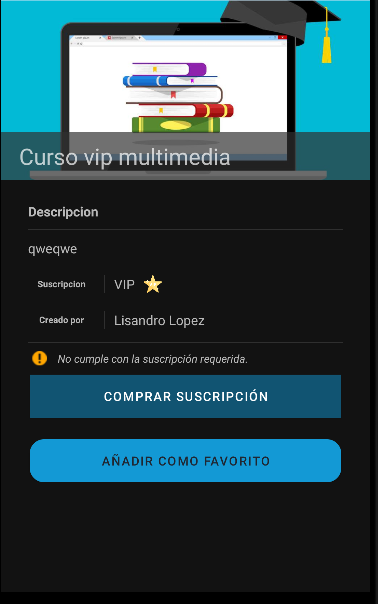 Curso vip multimedia
Descripcion
qweqwe
Suscripcion VIP
Creado por Lisandro Lopez
No cumple con la suscripción requerida.
COMPRAR SUSCRIPCIÓN
AÑADIR COMO FAVORITO